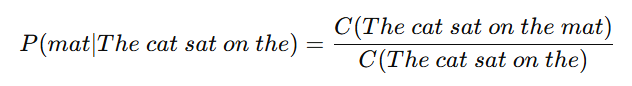 P(mat|The cat sat on the) = C(The cat sat on the mat)
C(The cat sat on the)